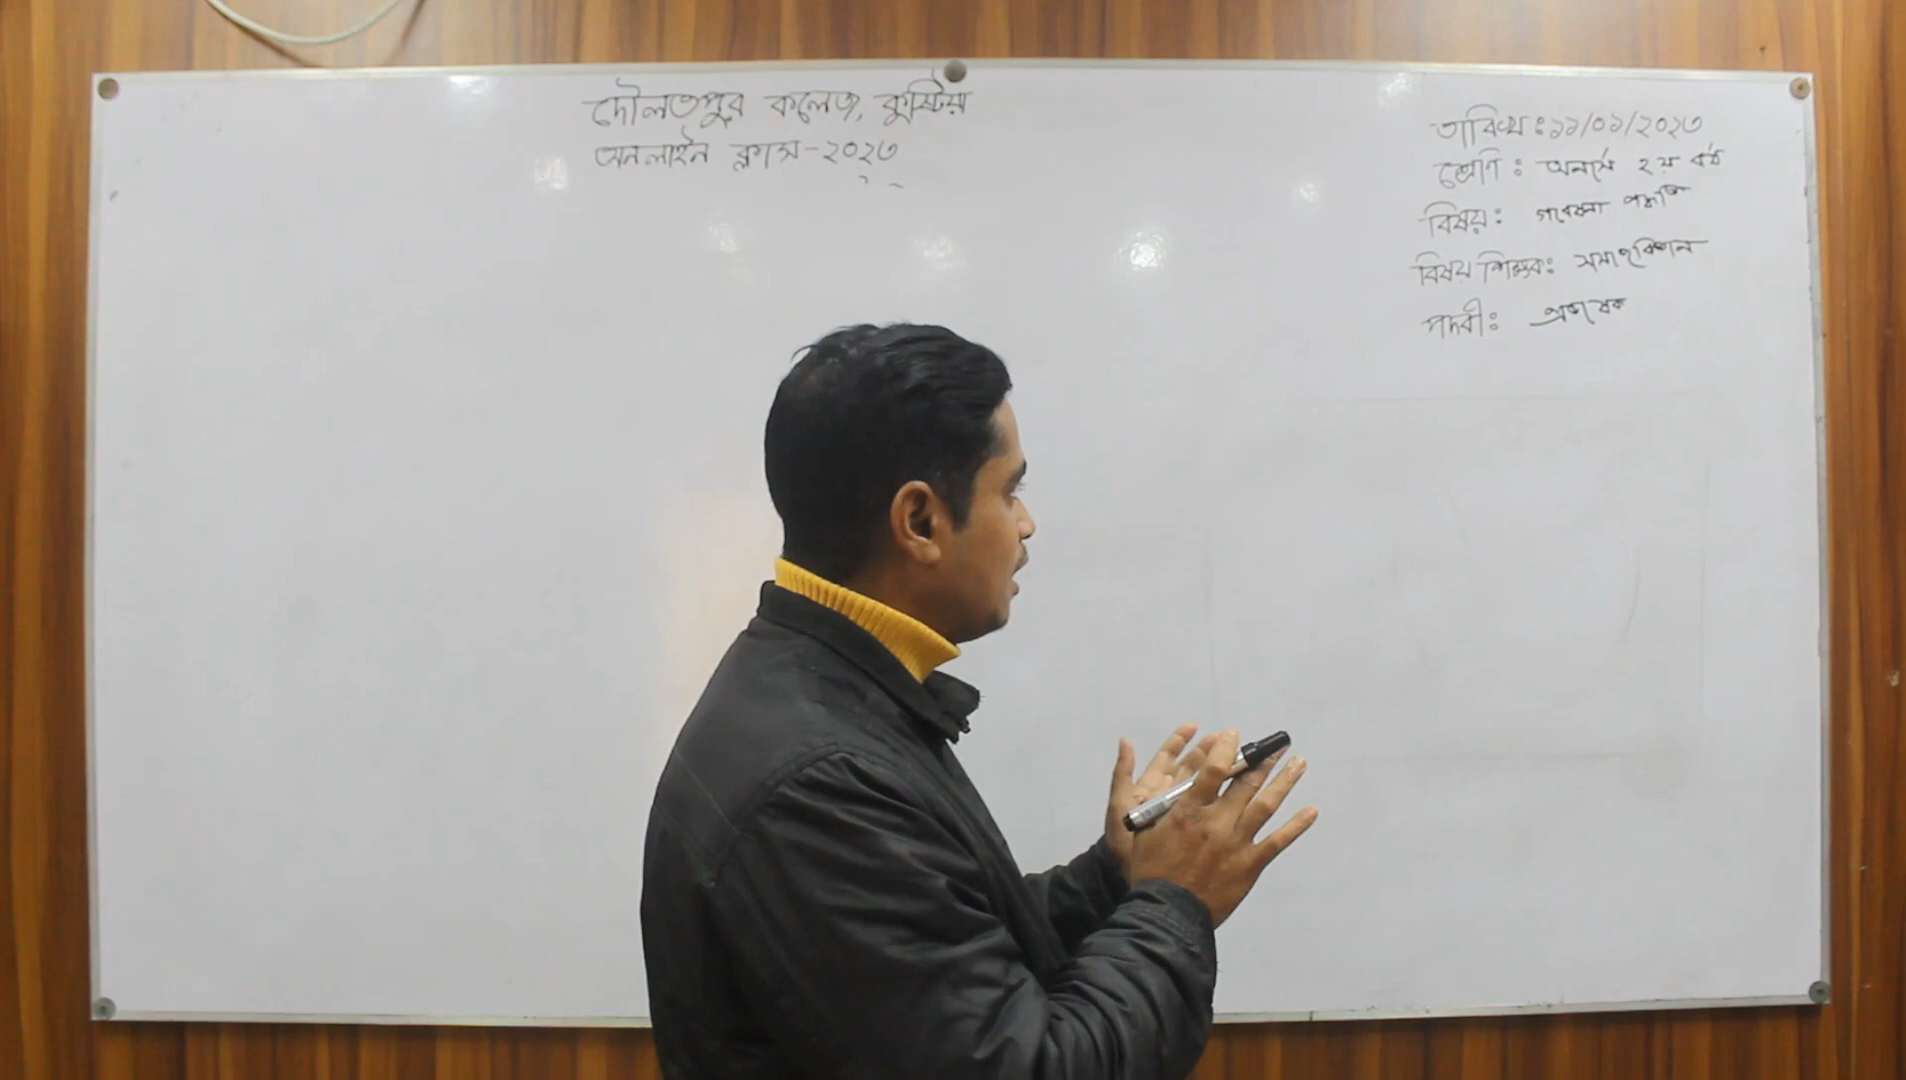 দৌলতপুর কলেজ, কুষ্টিয়া
অনলাইন ক্লাস-২০২৩
তারিখঃ ১১/০১/২০২৩
শ্রেণিঃ অনার্স ২য় বর্ষ
বিষয়ঃ গবেষণা পদ্ধতি
বিষয় শিক্ষকঃ সমাজবিজ্ঞান
পদবীঃ প্রভাষক